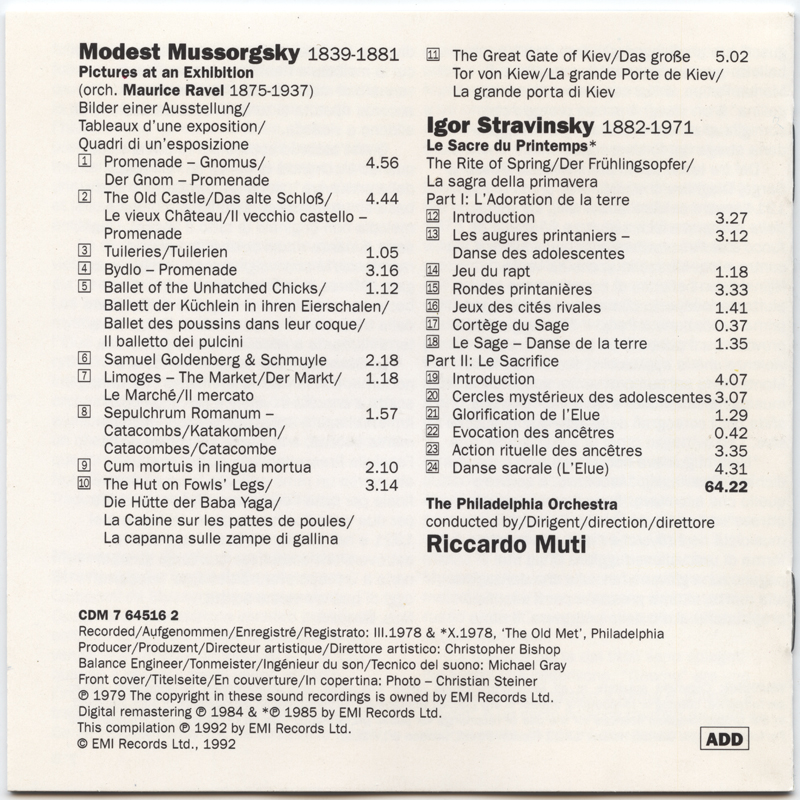 Modest Mussorgsky 1839-1881
Pictures at an Exhibition
(orch. Maurice Ravel 1875-1937)
Bilder einer Ausstellung/
Tableaux d'une exposition/
Quadri di un'esposizione
1 Promenade – Gnomus/ 4.56
Der Gnom – Promenade
2 The Old Castle/Das alte Schloß/ 4.44
Le vieux Château/Il vecchio castello –
Promenade
3 Tuileries/Tuilerien 1.05
4 Bydlo – Promenade 3.16
5 Ballet of the Unhatched Chicks/ 1.12
Ballett der Küchlein in ihren Eierschalen/
Ballet des poussins dans leur coque/
Il balletto dei pulcini
6 Samuel Goldenberg & Schmuyle 2.18
7 Limoges – The Market/Der Markt/ 1.18
Le Marché/Il mercato
8 Sepulchrum Romanum – 1.57
Catacombs/Katakomben/
Catacombes/Catacombe
9 Cum mortuis in lingua mortua 2.10
10 The Hut on Fowls' Legs/ 3.14
Die Hütte der Baba Yaga/
La Cabine sur les pattes de poules/
La capanna sulle zampe di gallina
11 The Great Gate of Kiev/Das große 5.02
Tor von Kiew/La grande Porte de Kiev/
La grande porta di Kiev
Igor Stravinsky 1882-1971
Le Sacre du Printemps*
The Rite of Spring/Der Frühlingsopfer/
La sagra della primavera
Part I: L'Adoration de la terre
12 Introduction 3.27
13 Les augures printaniers – 3.12
Danse des adolescentes
14 Jeu du rapt 1.18
15 Rondes printanières 3.33
16 Jeux des cités rivales 1.41
17 Cortège du Sage 0.37
18 Le Sage – Danse de la terre 1.35
Part II: Le Sacrifice
19 Introduction 4.07
20 Cercles mystérieux des adolescentes 3.07
21 Glorification de l'Elue 1.29
22 Evocation des ancêtres 0.42
23 Action rituelle des ancêtres 3.35
24 Danse sacrale (L'Elue) 4.31
64.22
The Philadelphia Orchestra
conducted by/Dirigent/direction/direttore
Riccardo Muti
CDM 7 64516 2
Recorded/Aufgenommen/Enregistré/Registrato: III.1978 & *X.1978, 'The Old Met', Philadelphia
Producer/Produzent/Directeur artistique/Direttore artistico: Christopher Bishop
Balance Engineer/Tonmeister/Ingénieur du son/Tecnico del suono: Michael Gray
Front cover/Titelseite/En couverture/In copertina: Photo – Christian Steiner
℗ 1979 The copyright in these sound recordings is owned by EMI Records Ltd.
Digital remastering ℗ 1984 & *℗ 1985 by EMI Records Ltd.
This compilation ℗ 1992 by EMI Records Ltd.
© EMI Records Ltd., 1992
ADD